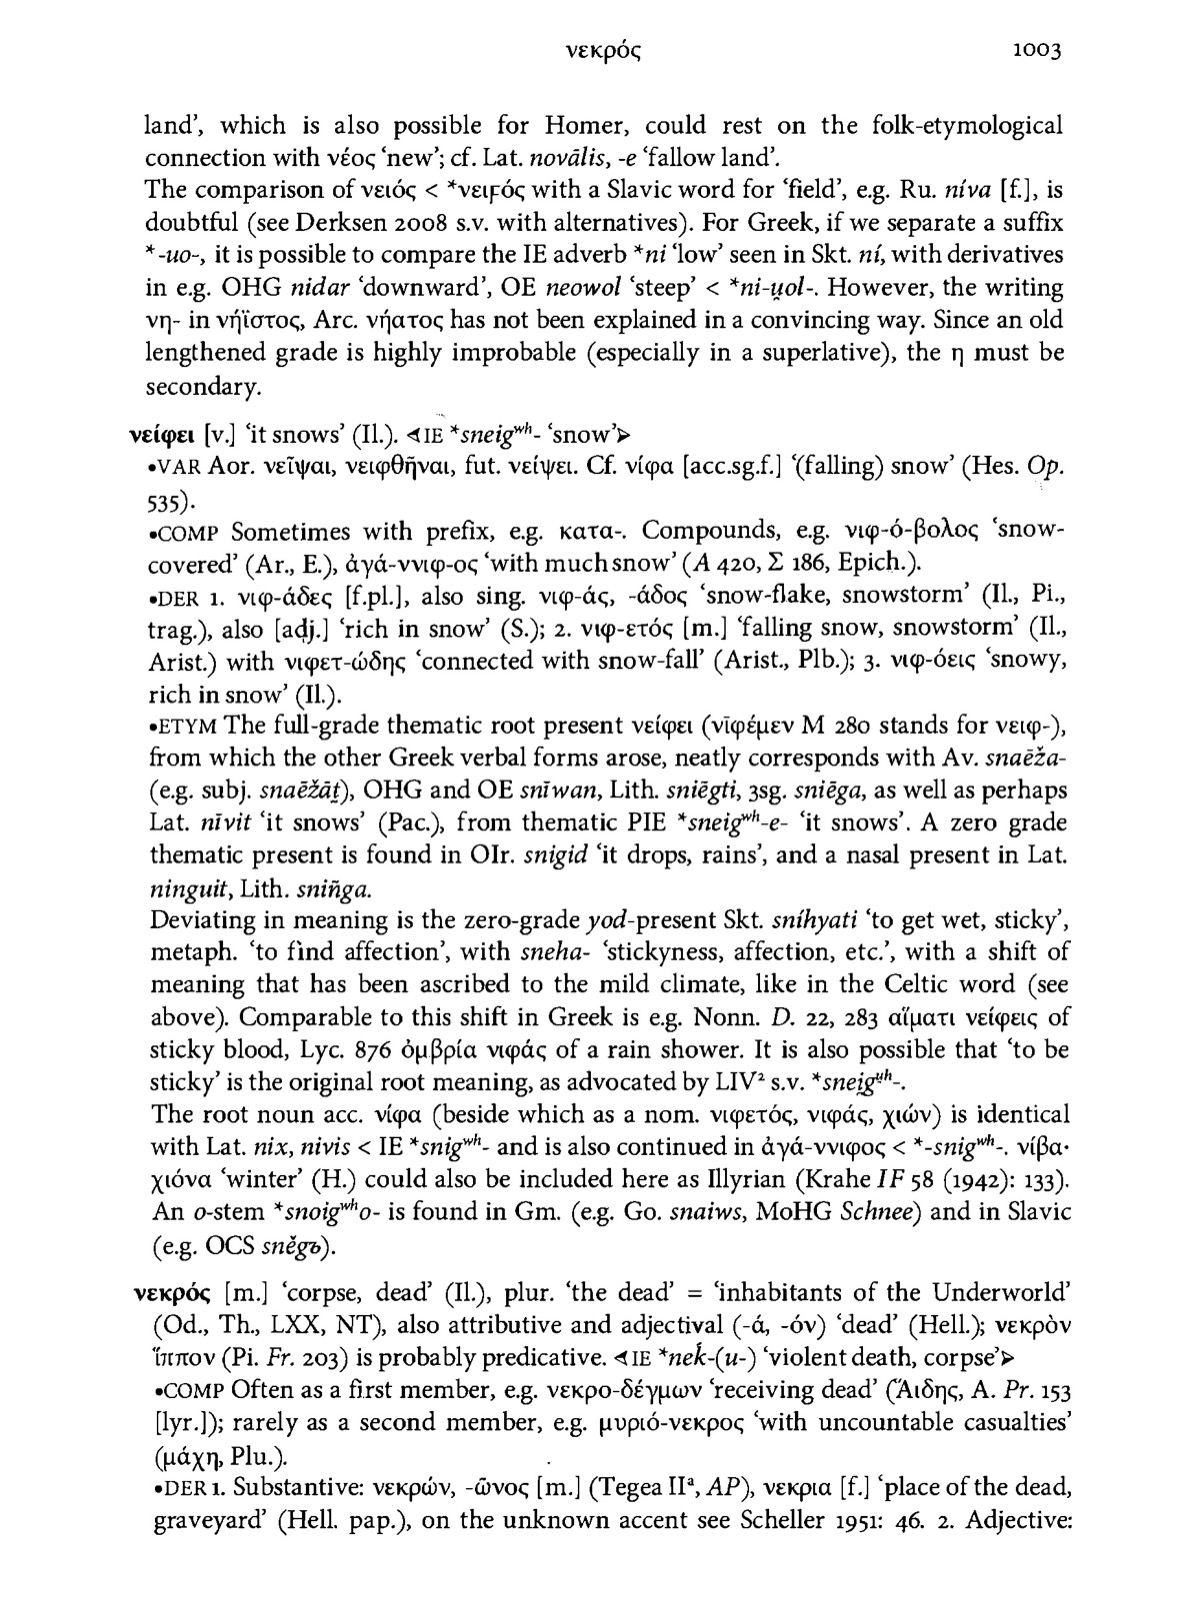 νεκρός 1003
land’, which is also possible for Homer, could rest on the folk-etymological
connection with νέος ‘new’; cf. Lat. novālis, -e ‘fallow land’.
The comparison of νειός < *νειϝός with a Slavic word for ‘field’, e.g. Ru. níva [f.], is
doubtful (see Derksen 2008 s.v. with alternatives). For Greek, if we separate a suffix
*-uo-, it is possible to compare the IE adverb *ni ‘low’ seen in Skt. ní, with derivatives
in e.g. OHG nidar ‘downward’, OE neowol ‘steep’ < *ni-u̯ol-. However, the writing
νη- in νήϊστος, Arc. νήατος has not been explained in a convincing way. Since an old
lengthened grade is highly improbable (especially in a superlative), the η must be
secondary.
νείφει [v.] ‘it snows’ (Il.). ⊲IE *sneigʷʰ- ‘snow’⊳
•VAR Aor. νεῖψαι, νειφθῆναι, fut. νείψει. Cf. νίφα [acc.sg.f.] ‘(falling) snow’ (Hes. Op.
535).
•COMP Sometimes with prefix, e.g. κατα-. Compounds, e.g. νιφ-ό-βολος ‘snow-
covered’ (Ar., E.), ἀγά-ννιφ-ος ‘with much snow’ (A 420, Σ 186, Epich.).
•DER 1. νιφ-άδες [f.pl.], also sing. νιφ-άς, -άδος ‘snow-flake, snowstorm’ (Il., Pi.,
trag.), also [adj.] ‘rich in snow’ (S.); 2. νιφ-ετός [m.] ‘falling snow, snowstorm’ (Il.,
Arist.) with νιφετ-ώδης ‘connected with snow-fall’ (Arist., Plb.); 3. νιφ-όεις ‘snowy,
rich in snow’ (Il.).
•ETYM The full-grade thematic root present νείφει (νῑφέμεν M 280 stands for νειφ-),
from which the other Greek verbal forms arose, neatly corresponds with Av. snaēža-
(e.g. subj. snaēžāt̰), OHG and OE snīwan, Lith. sniẽgti, 3sg. sniẽga, as well as perhaps
Lat. nīvit ‘it snows’ (Pac.), from thematic PIE *sneigʷʰ-e- ‘it snows’. A zero grade
thematic present is found in OIr. snigid ‘it drops, rains’, and a nasal present in Lat.
ninguit, Lith. sniñga.
Deviating in meaning is the zero-grade yod-present Skt. sníhyati ‘to get wet, sticky’,
metaph. ‘to find affection’, with sneha- ‘stickyness, affection, etc.’, with a shift of
meaning that has been ascribed to the mild climate, like in the Celtic word (see
above). Comparable to this shift in Greek is e.g. Nonn. D. 22, 283 αἵματι νείφεις of
sticky blood, Lyc. 876 ὀμβρία νιφάς of a rain shower. It is also possible that ‘to be
sticky’ is the original root meaning, as advocated by LIV² s.v. *snei̯gᵘ̯ʰ-.
The root noun acc. νίφα (beside which as a nom. νιφετός, νιφάς, χιών) is identical
with Lat. nix, nivis < IE *snigʷʰ- and is also continued in ἀγά-ννιφος < *-snigʷʰ-. νίβα·
χιόνα ‘winter’ (H.) could also be included here as Illyrian (Krahe IF 58 (1942): 133).
An o-stem *snoigʷʰo- is found in Gm. (e.g. Go. snaiws, MoHG Schnee) and in Slavic
(e.g. OCS sněgъ).
νεκρός [m.] ‘corpse, dead’ (Il.), plur. ‘the dead’ = ‘inhabitants of the Underworld’
(Od., Th., LXX, NT), also attributive and adjectival (-ά, -όν) ‘dead’ (Hell.); νεκρὸν
ἵππον (Pi. Fr. 203) is probably predicative. ⊲IE *neḱ-(u-) ‘violent death, corpse’⊳
•COMP Often as a first member, e.g. νεκρο-δέγμων ‘receiving dead’ (Ἅιδης, A. Pr. 153
[lyr.]); rarely as a second member, e.g. μυριό-νεκρος ‘with uncountable casualties’
(μάχη, Plu.).
•DER 1. Substantive: νεκρών, -ῶνος [m.] (Tegea IIᵃ, AP), νεκρια [f.] ‘place of the dead,
graveyard’ (Hell. pap.), on the unknown accent see Scheller 1951: 46. 2. Adjective: